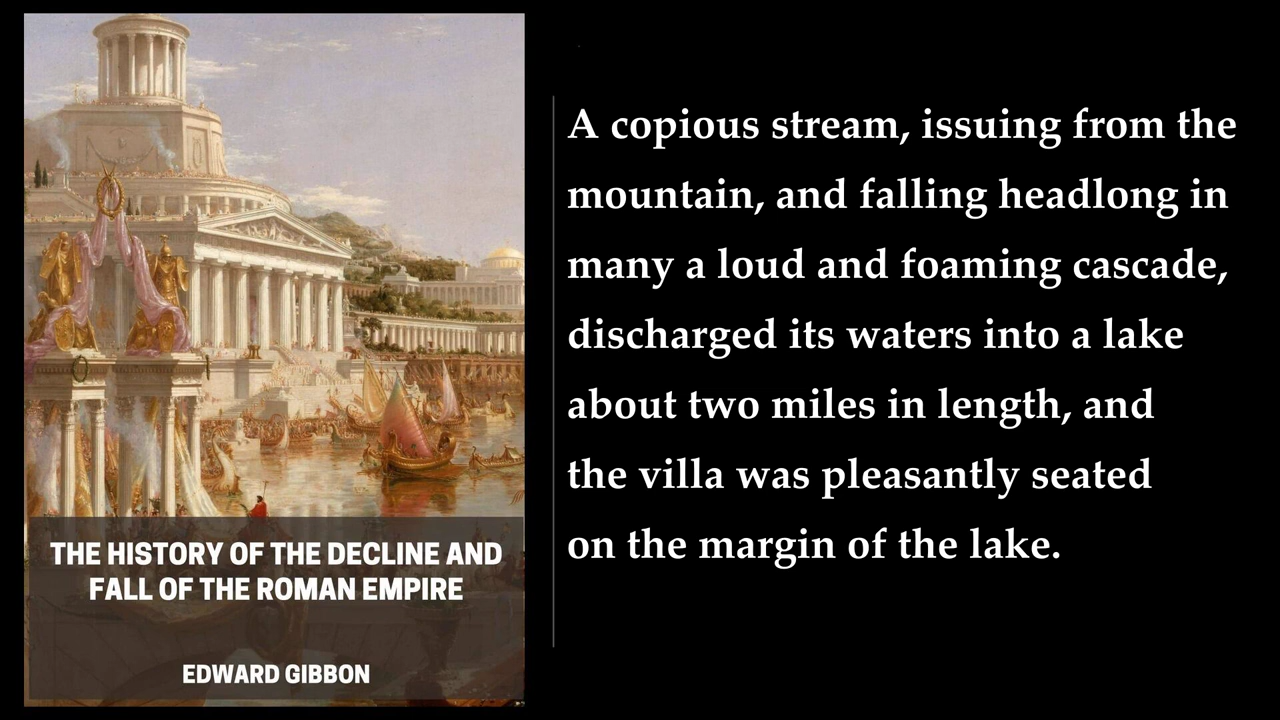 THE HISTORY OF THE DECLINE AND
FALL OF THE ROMAN EMPIRE
EDWARD GIBBON
A copious stream, issuing from the
mountain, and falling headlong in
many a loud and foaming cascade,
discharged its waters into a lake
about two miles in length, and
the villa was pleasantly seated
on the margin of the lake.